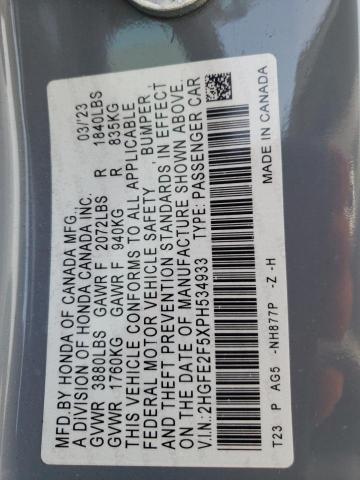 MFD.BY HONDA OF CANADA MFG., 03/'23
A DIVISION OF HONDA CANADA INC.
GVWR 3880LBS GAWR F 2072LBS R 1840LBS
GVWR 1760KG GAWR F 940KG R 835KG
THIS VEHICLE CONFORMS TO ALL APPLICABLE
FEDERAL MOTOR VEHICLE SAFETY, BUMPER,
AND THEFT PREVENTION STANDARDS IN EFFECT
ON THE DATE OF MANUFACTURE SHOWN ABOVE.
V.I.N.: 2HGFE2F5XPH534933 TYPE: PASSENGER CAR
T23 P AG5 -NH877P -Z -H MADE IN CANADA